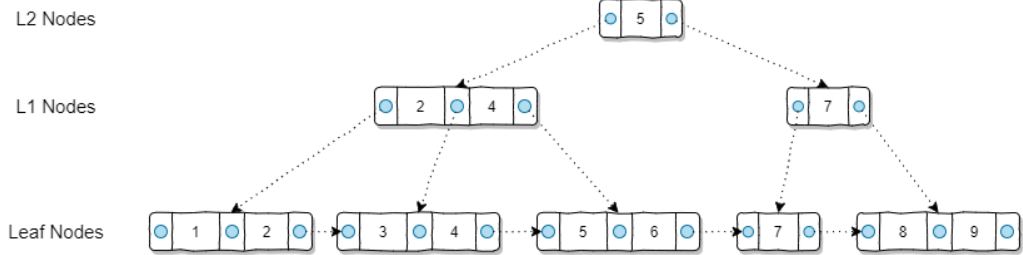 L2 Nodes 5
L1 Nodes 2 4 7
Leaf Nodes 1 2 3 4 5 6 7 8 9